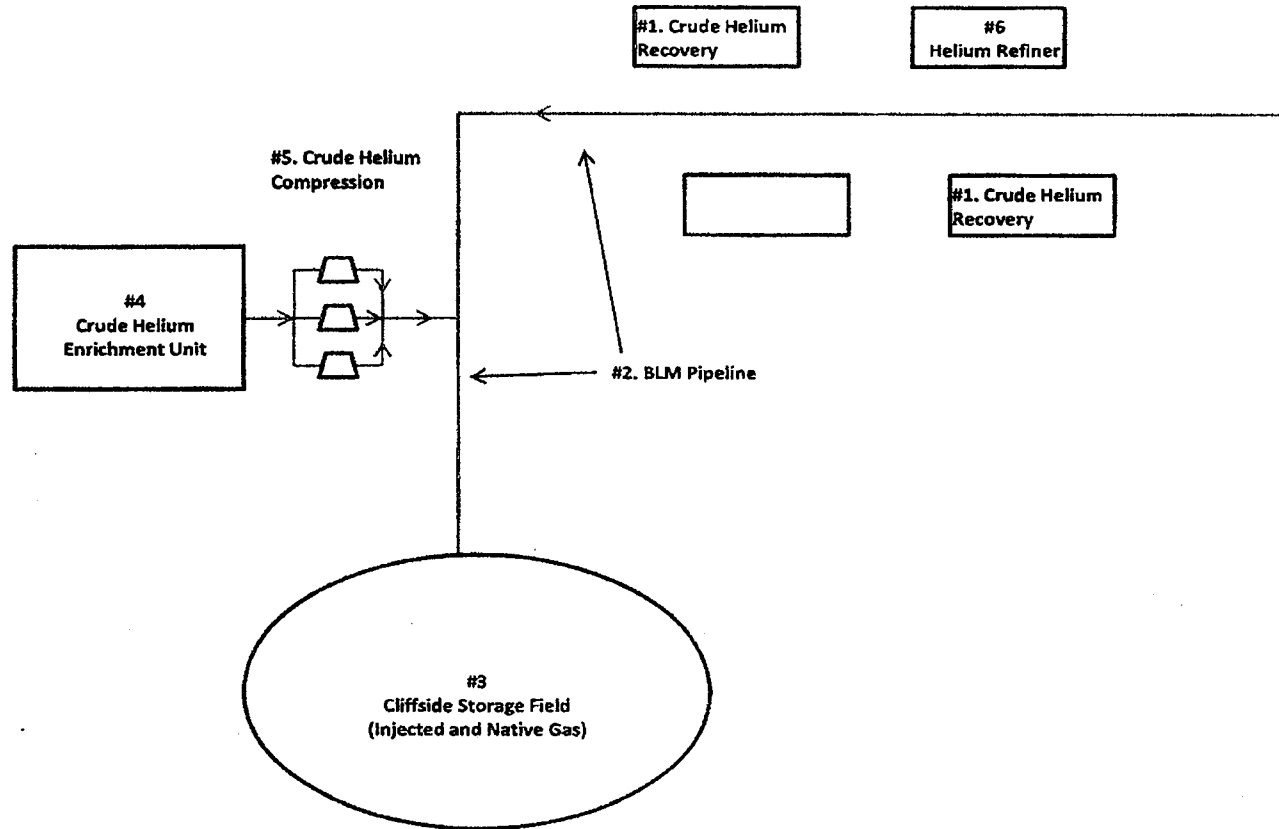 #1. Crude Helium
Recovery
#6
Helium Refiner
#5. Crude Helium
Compression
#1. Crude Helium
Recovery
#4
Crude Helium
Enrichment Unit
#2. BLM Pipeline
#3
Cliffside Storage Field
(Injected and Native Gas)